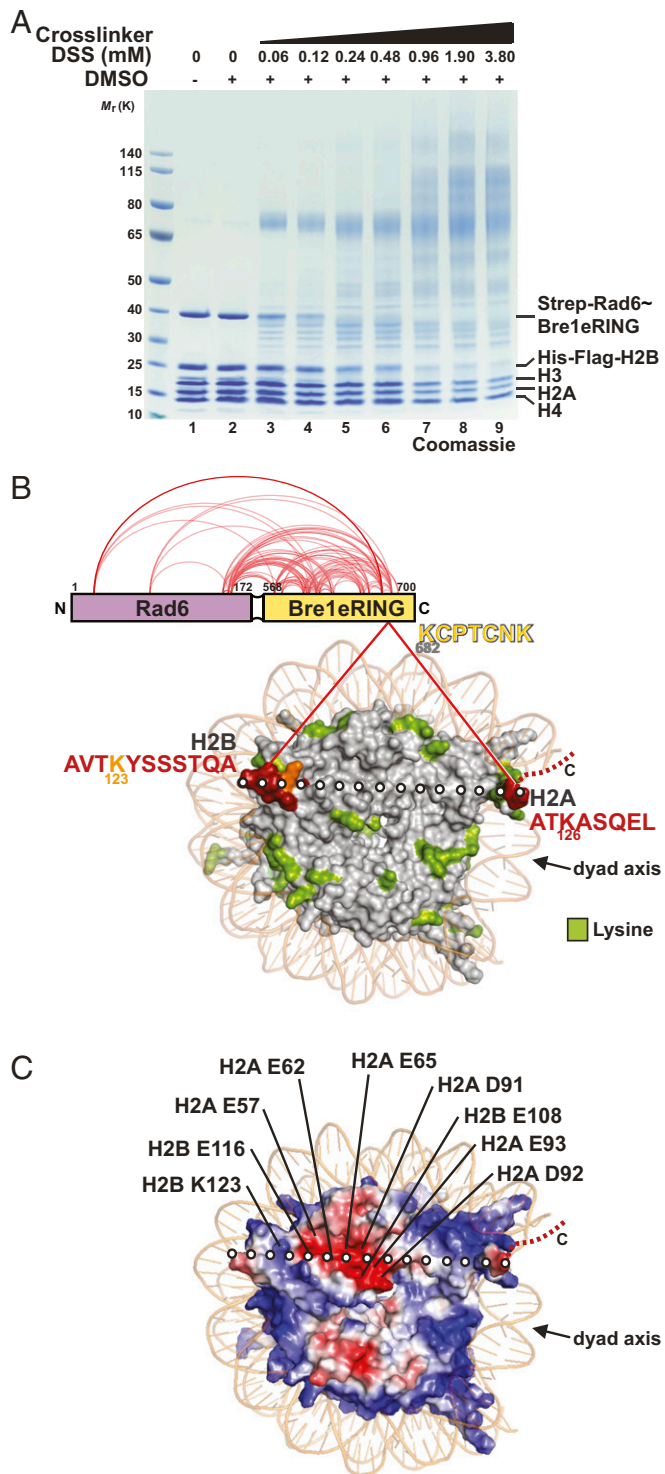 A
Crosslinker
DSS (mM) 0 0 0.06 0.12 0.24 0.48 0.96 1.90 3.80
DMSO - + + + + + + + +
Mr (K)
140
115
80
65
50
40
30
25
15
10
Strep-Rad6~
Bre1eRING
His-Flag-H2B
H3
H2A
H4
1 2 3 4 5 6 7 8 9
Coomassie
B
1 172 568 700
N Rad6 Bre1eRING C
KCPTCNK
682
H2B
AVTKYSSSTQA
123
C
H2A
ATKASQEL
126
dyad axis
Lysine
C
H2A E62
H2A E65
H2A E57
H2A D91
H2B E116
H2B E108
H2B K123
H2A E93
H2A D92
C
dyad axis